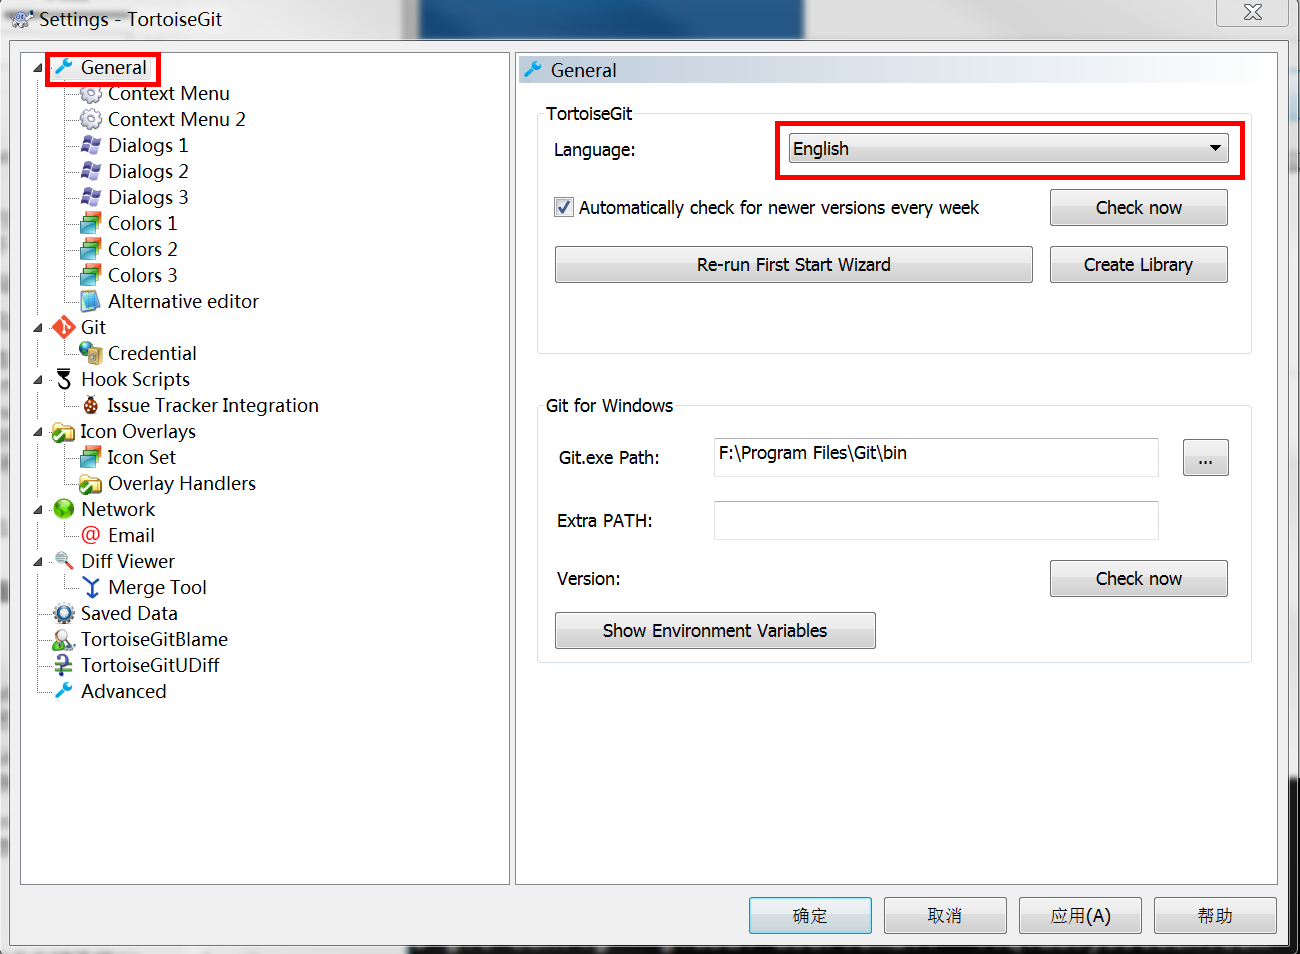 Settings - TortoiseGit
General
Context Menu
Context Menu 2
Dialogs 1
Dialogs 2
Dialogs 3
Colors 1
Colors 2
Colors 3
Alternative editor
Git
Credential
Hook Scripts
Issue Tracker Integration
Icon Overlays
Icon Set
Overlay Handlers
Network
Email
Diff Viewer
Merge Tool
Saved Data
TortoiseGitBlame
TortoiseGitUDiff
Advanced
General
TortoiseGit
Language: English
Automatically check for newer versions every week Check now
Re-run First Start Wizard Create Library
Git for Windows
Git.exe Path: F:\Program Files\Git\bin ...
Extra PATH:
Version: Check now
Show Environment Variables
确定 取消 应用(A) 帮助